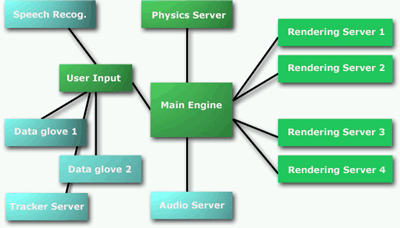 Speech Recog.
Physics Server
Rendering Server 1
Rendering Server 2
User Input
Main Engine
Data glove 1
Rendering Server 3
Data glove 2
Rendering Server 4
Tracker Server
Audio Server